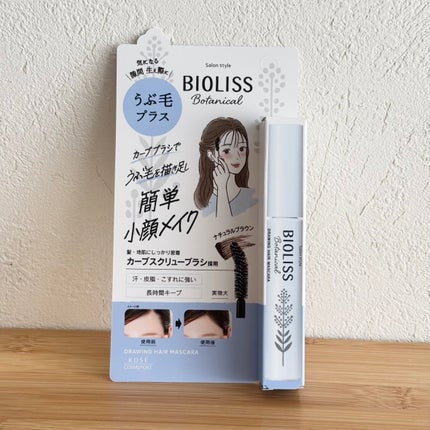 Salon style
BIOLISS
Botanical
気になる
隙間 生え際に
うぶ毛
プラス
カーブブラシで
うぶ毛を描き足し
簡単
小顔メイク
ナチュラルブラウン
髪・地肌にしっかり密着
カーブスクリューブラシ採用
汗・皮脂・こすれに強い
長時間キープ
実物大
使用前
使用後
DRAWING HAIR MASCARA
KOSÉ
COSMEPORT
Salon style
BIOLISS
Botanical
DRAWING HAIR MASCARA